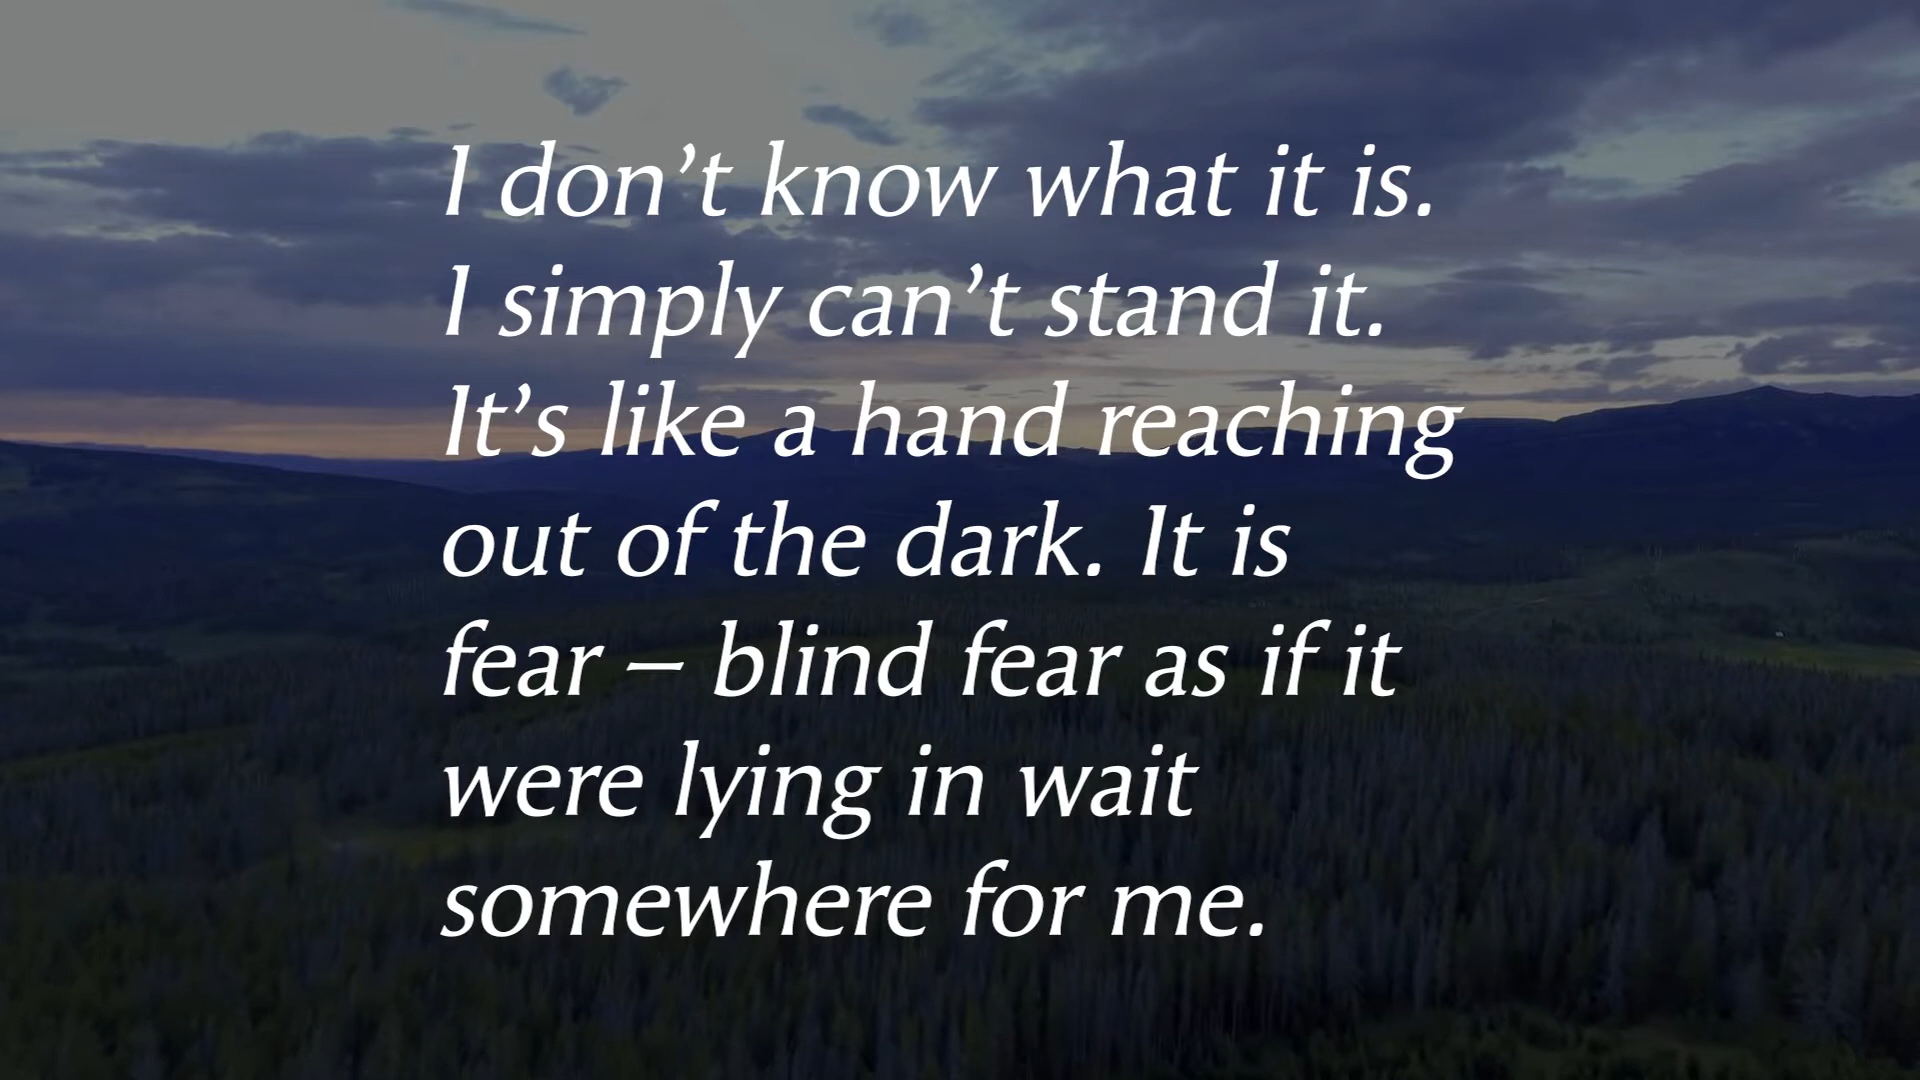 I don’t know what it is.
I simply can’t stand it.
It’s like a hand reaching
out of the dark. It is
fear – blind fear as if it
were lying in wait
somewhere for me.